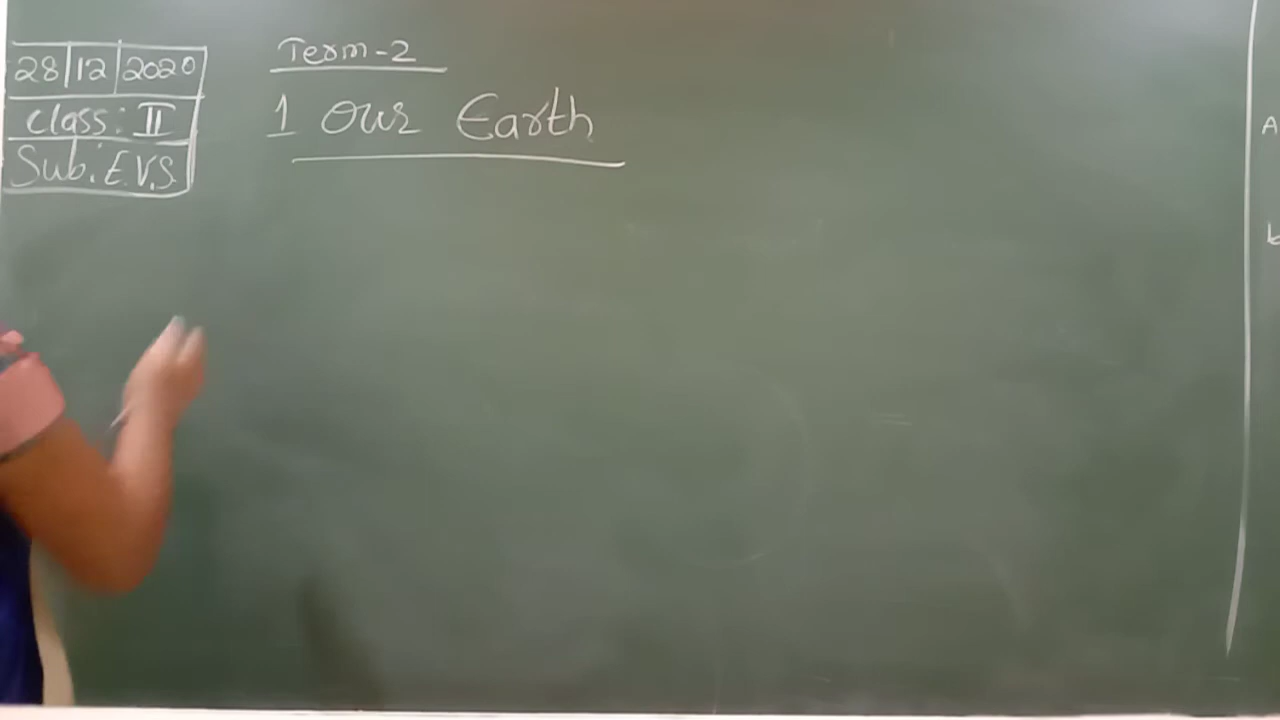 28|12|2020
Class: II
Sub: E.V.S.
Term-2
1 Our Earth
A